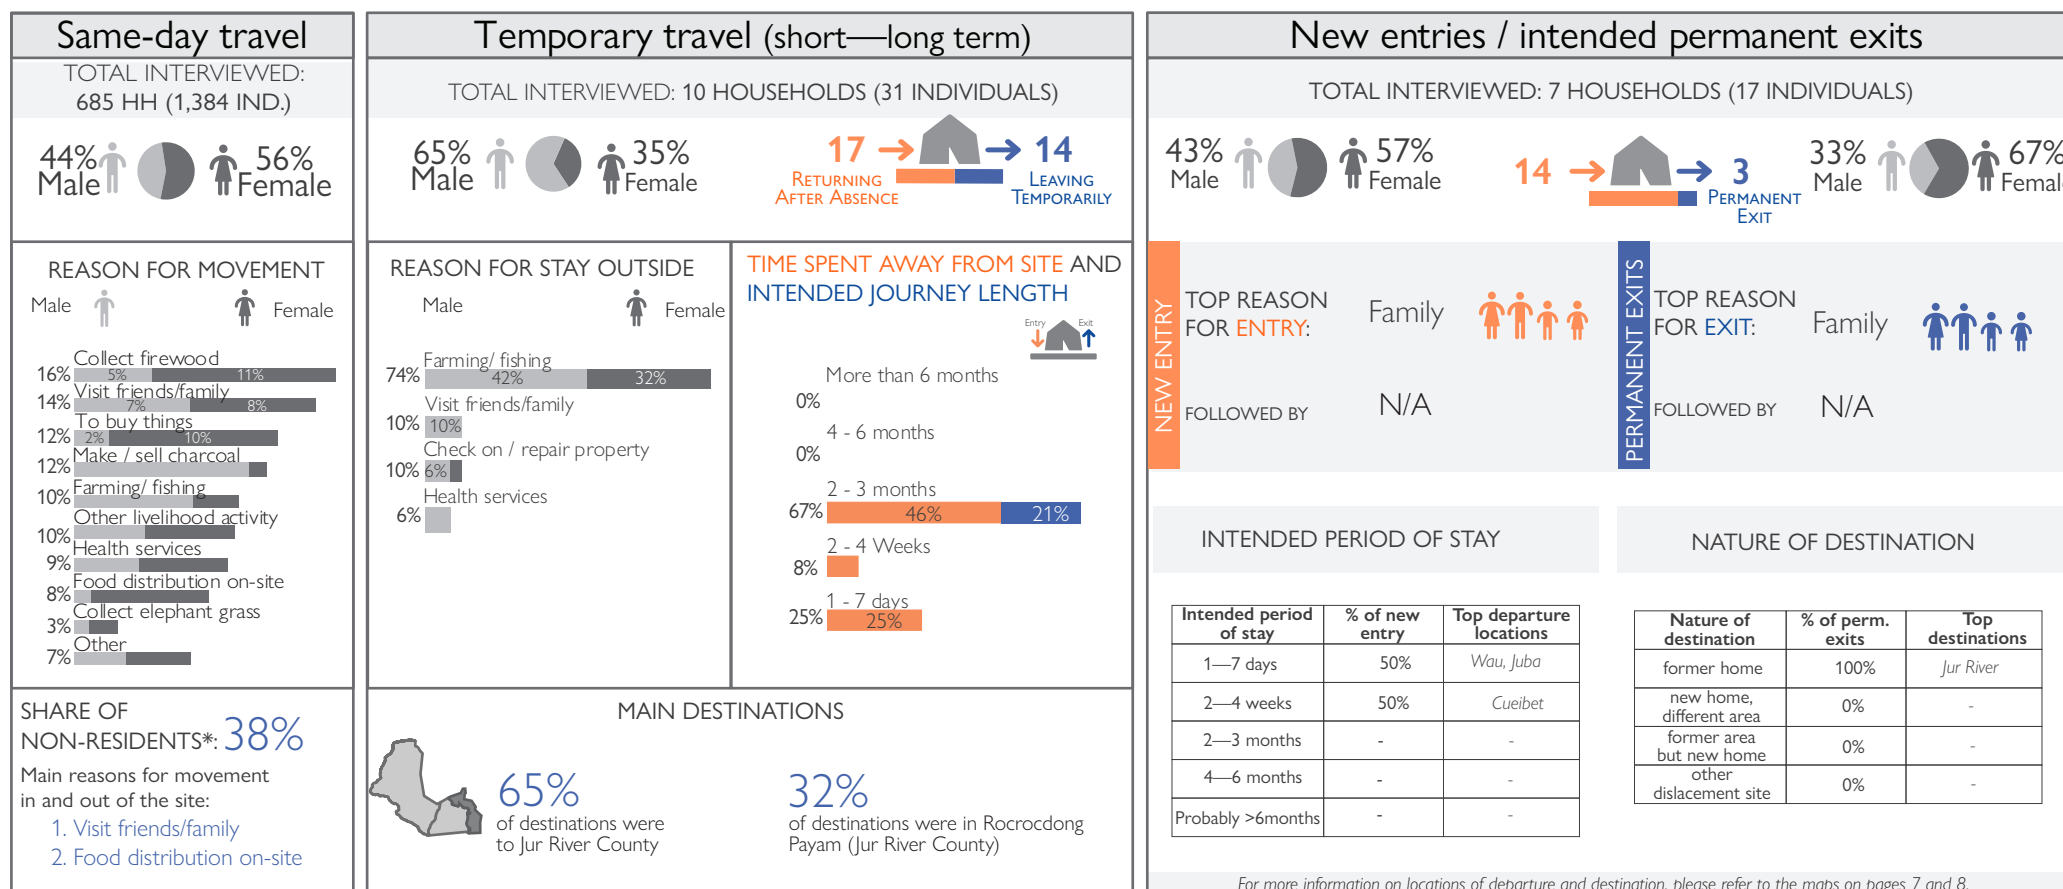 Same-day travel
TOTAL INTERVIEWED:
685 HH (1,384 IND.)
44%
Male
56%
Female
REASON FOR MOVEMENT
Male
Female
Collect firewood
16%
5%
11%
Visit friends/family
14%
7%
8%
To buy things
12%
2%
10%
Make / sell charcoal
12%
Farming/ fishing
10%
Other livelihood activity
10%
Health services
9%
Food distribution on-site
8%
Collect elephant grass
3%
Other
7%
SHARE OF
NON-RESIDENTS*: 38%
Main reasons for movement
in and out of the site:
1. Visit friends/family
2. Food distribution on-site
Temporary travel (short—long term)
TOTAL INTERVIEWED: 10 HOUSEHOLDS (31 INDIVIDUALS)
65%
Male
35%
Female
17
RETURNING
AFTER ABSENCE
14
LEAVING
TEMPORARILY
REASON FOR STAY OUTSIDE
Male
Female
Farming/ fishing
74%
42%
32%
Visit friends/family
10%
10%
Check on / repair property
10%
6%
Health services
6%
TIME SPENT AWAY FROM SITE AND
INTENDED JOURNEY LENGTH
Entry
Exit
More than 6 months
0%
4 - 6 months
0%
2 - 3 months
67%
46%
21%
2 - 4 Weeks
8%
1 - 7 days
25%
25%
MAIN DESTINATIONS
65%
of destinations were
to Jur River County
32%
of destinations were in Rocrocdong
Payam (Jur River County)
New entries / intended permanent exits
TOTAL INTERVIEWED: 7 HOUSEHOLDS (17 INDIVIDUALS)
43%
Male
57%
Female
14
3
PERMANENT
EXIT
33%
Male
67%
Femal
NEW ENTRY
TOP REASON
FOR ENTRY:
Family
FOLLOWED BY
N/A
PERMANENT EXITS
TOP REASON
FOR EXIT:
Family
FOLLOWED BY
N/A
INTENDED PERIOD OF STAY
Intended period
of stay
% of new
entry
Top departure
locations
1—7 days
50%
Wau, Juba
2—4 weeks
50%
Cueibet
2—3 months
-
-
4—6 months
-
-
Probably >6months
-
-
NATURE OF DESTINATION
Nature of
destination
% of perm.
exits
Top
destinations
former home
100%
Jur River
new home,
different area
0%
-
former area
but new home
0%
-
other
dislacement site
0%
-
For more information on locations of departure and destination, please refer to the maps on pages 7 and 8.